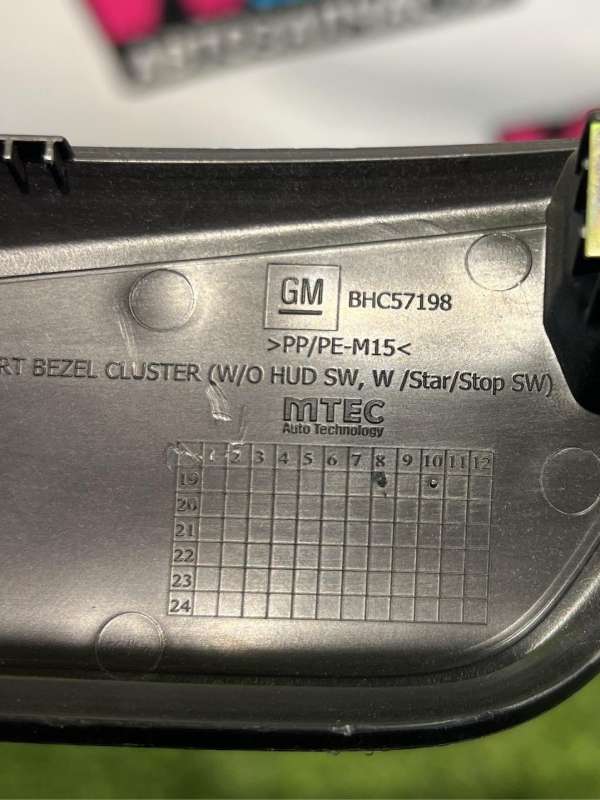 GM BHC57198
>PP/PE-M15<
RT BEZEL CLUSTER (W/O HUD SW, W /Star/Stop SW)
mTEC
Auto Technology
1 2 3 4 5 6 7 8 9 10 11 12
19
20
21
22
23
24